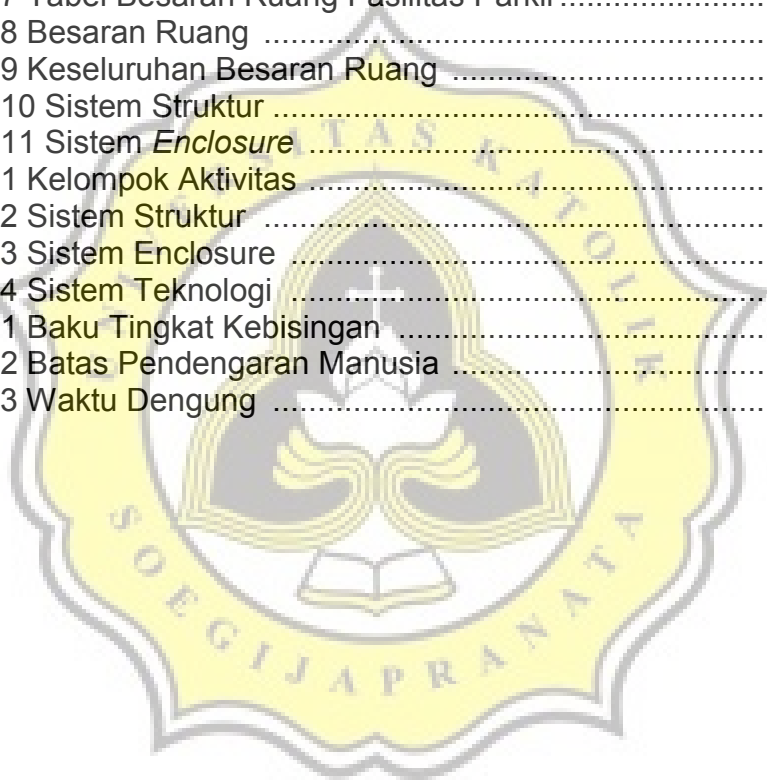 7 Tabel Besaran Ruang Fasilitas Parkir ........................
8 Besaran Ruang ............................................................
9 Keseluruhan Besaran Ruang .....................................
10 Sistem Struktur ..........................................................
11 Sistem Enclosure ......................................................
1 Kelompok Aktivitas ......................................................
2 Sistem Struktur ...........................................................
3 Sistem Enclosure ........................................................
4 Sistem Teknologi ........................................................
1 Baku Tingkat Kebisingan ...........................................
2 Batas Pendengaran Manusia .....................................
3 Waktu Dengung ..........................................................
UNIVERSITAS KATOLIK
SOEGIJAPRANATA